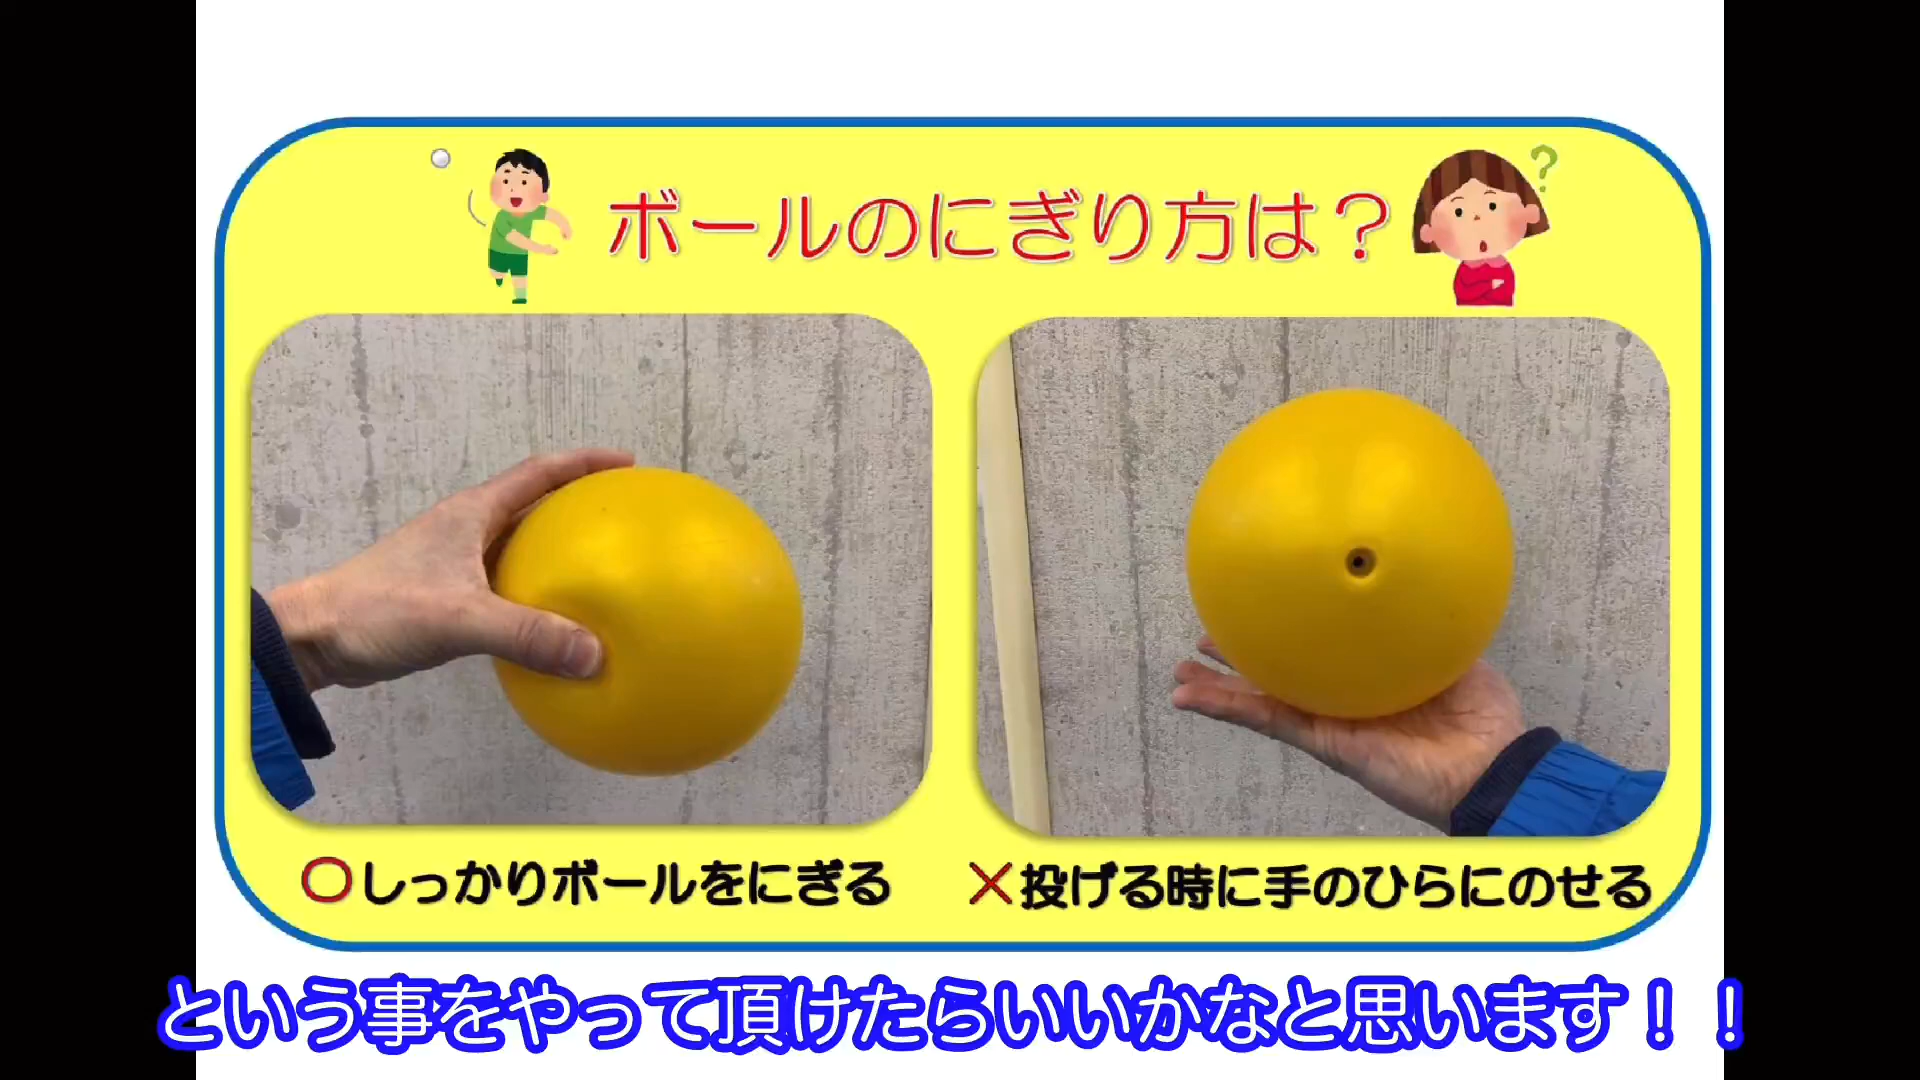 ボールのにぎり方は？
?
〇しっかりボールをにぎる
×投げる時に手のひらにのせる
という事をやって頂けたらいいかなと思います！！